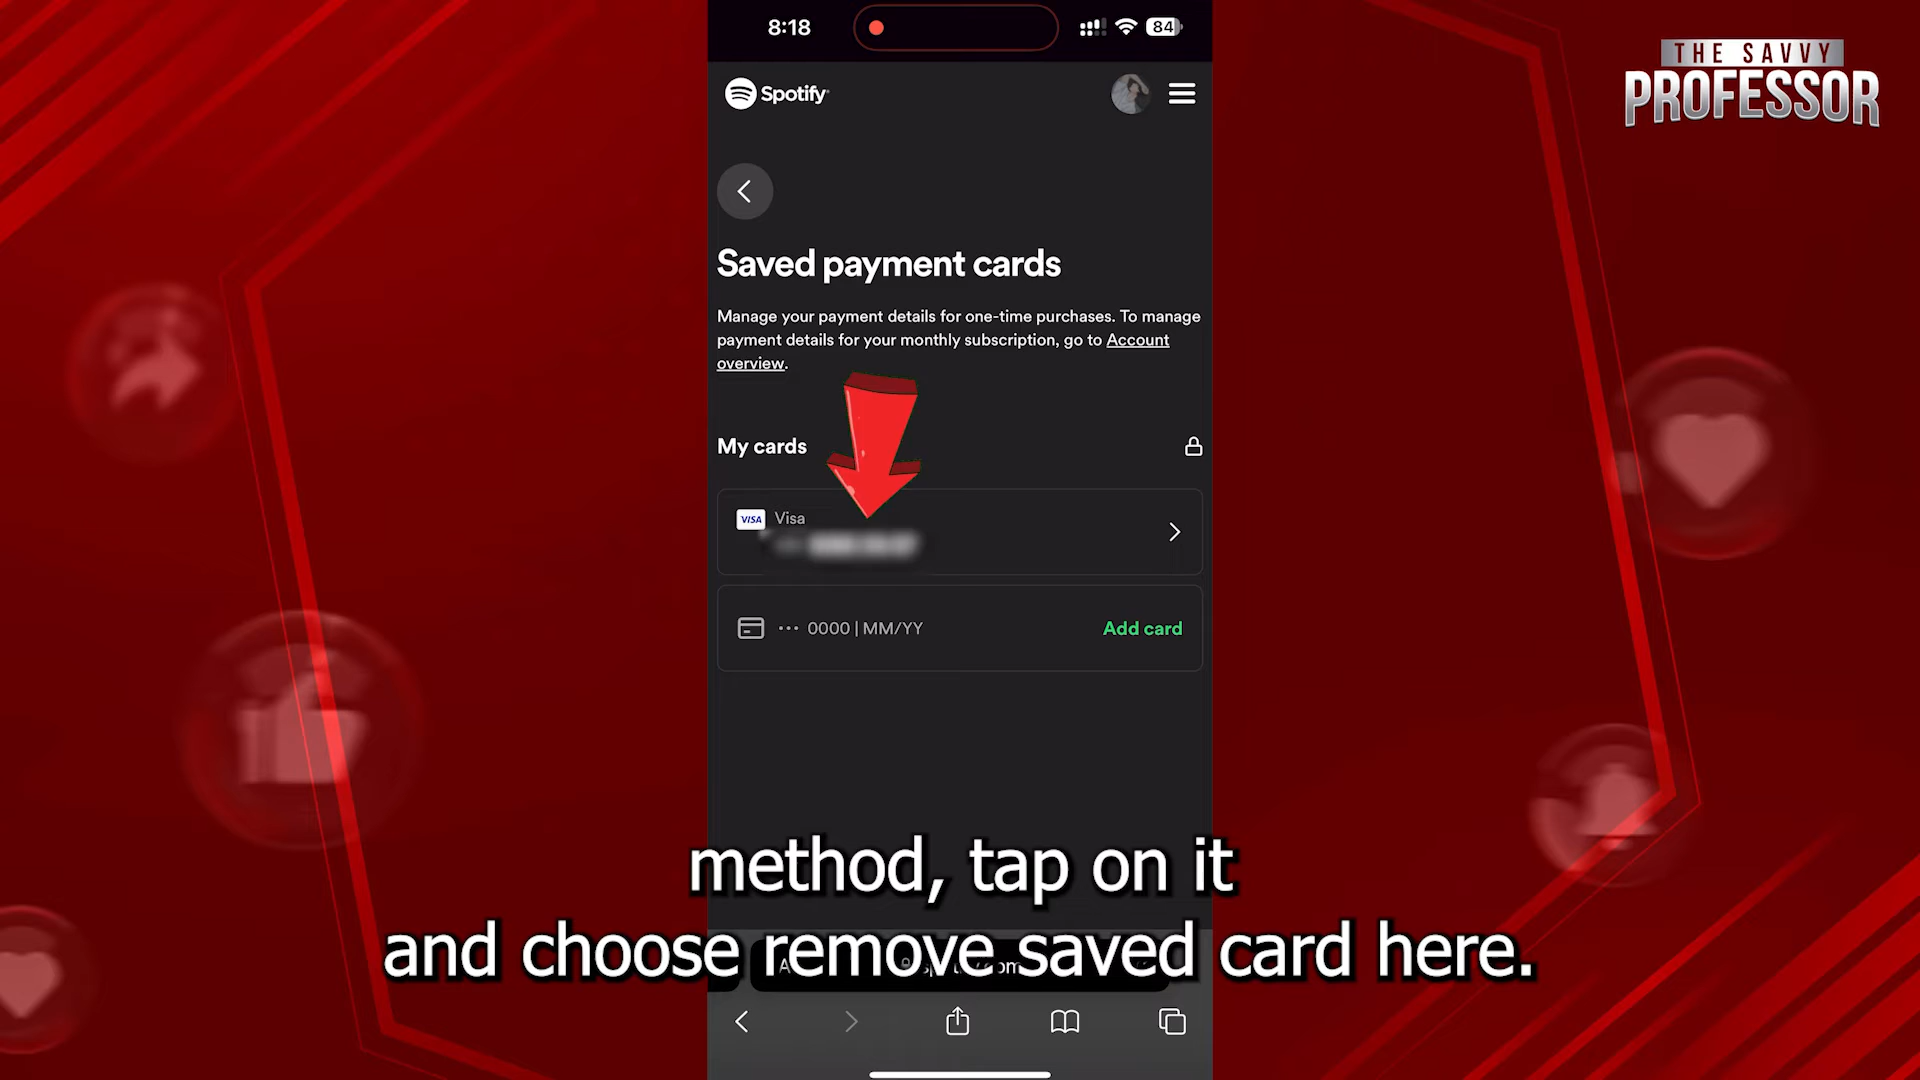 8:18
84
THE SAVVY
PROFESSOR
Spotify
Saved payment cards
Manage your payment details for one-time purchases. To manage
payment details for your monthly subscription, go to Account
overview.
My cards
VISA Visa
··· 0000 | MM/YY Add card
method, tap on it
and choose remove saved card here.